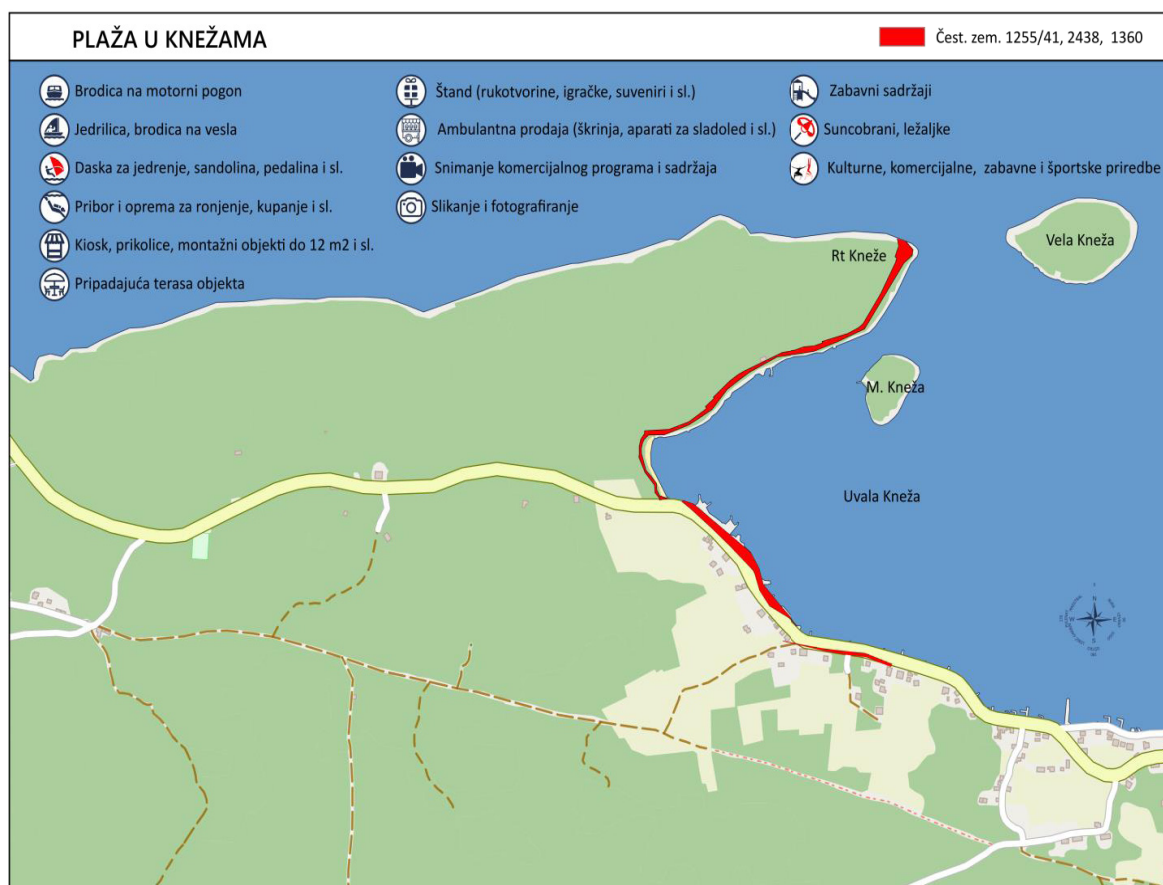 PLAŽA U KNEŽAMA
Čest. zem. 1255/41, 2438, 1360
Brodica na motorni pogon
Jedrilica, brodica na vesla
Daska za jedrenje, sandolina, pedalina i sl.
Pribor i oprema za ronjenje, kupanje i sl.
Kiosk, prikolice, montažni objekti do 12 m2 i sl.
Pripadajuća terasa objekta
Štand (rukotvorine, igračke, suveniri i sl.)
Ambulantna prodaja (škrinja, aparati za sladoled i sl.)
Snimanje komercijalnog programa i sadržaja
Slikanje i fotografiranje
Zabavni sadržaji
Suncobrani, ležaljke
Kulturne, komercijalne, zabavne i športske priredbe
Rt Kneže
Vela Kneža
M. Kneža
Uvala Kneža
N
W E
S